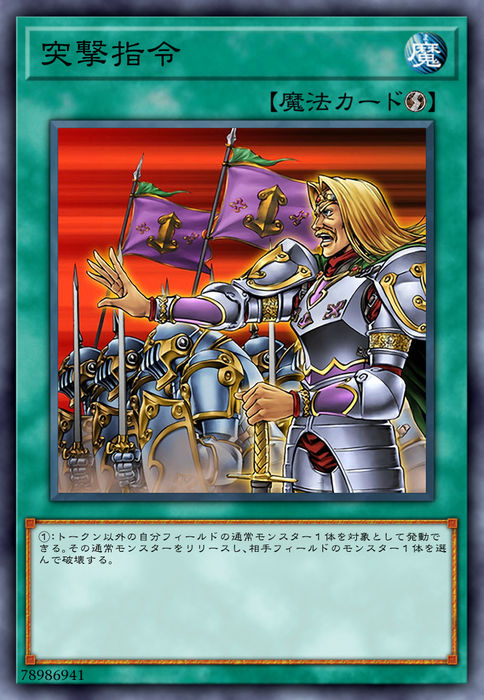 突撃指令
魔
【魔法カード】
①:トークン以外の自分フィールドの通常モンスター1体を対象として発動で
きる。その通常モンスターをリリースし、相手フィールドのモンスター1体を選
んで破壊する。
78986941